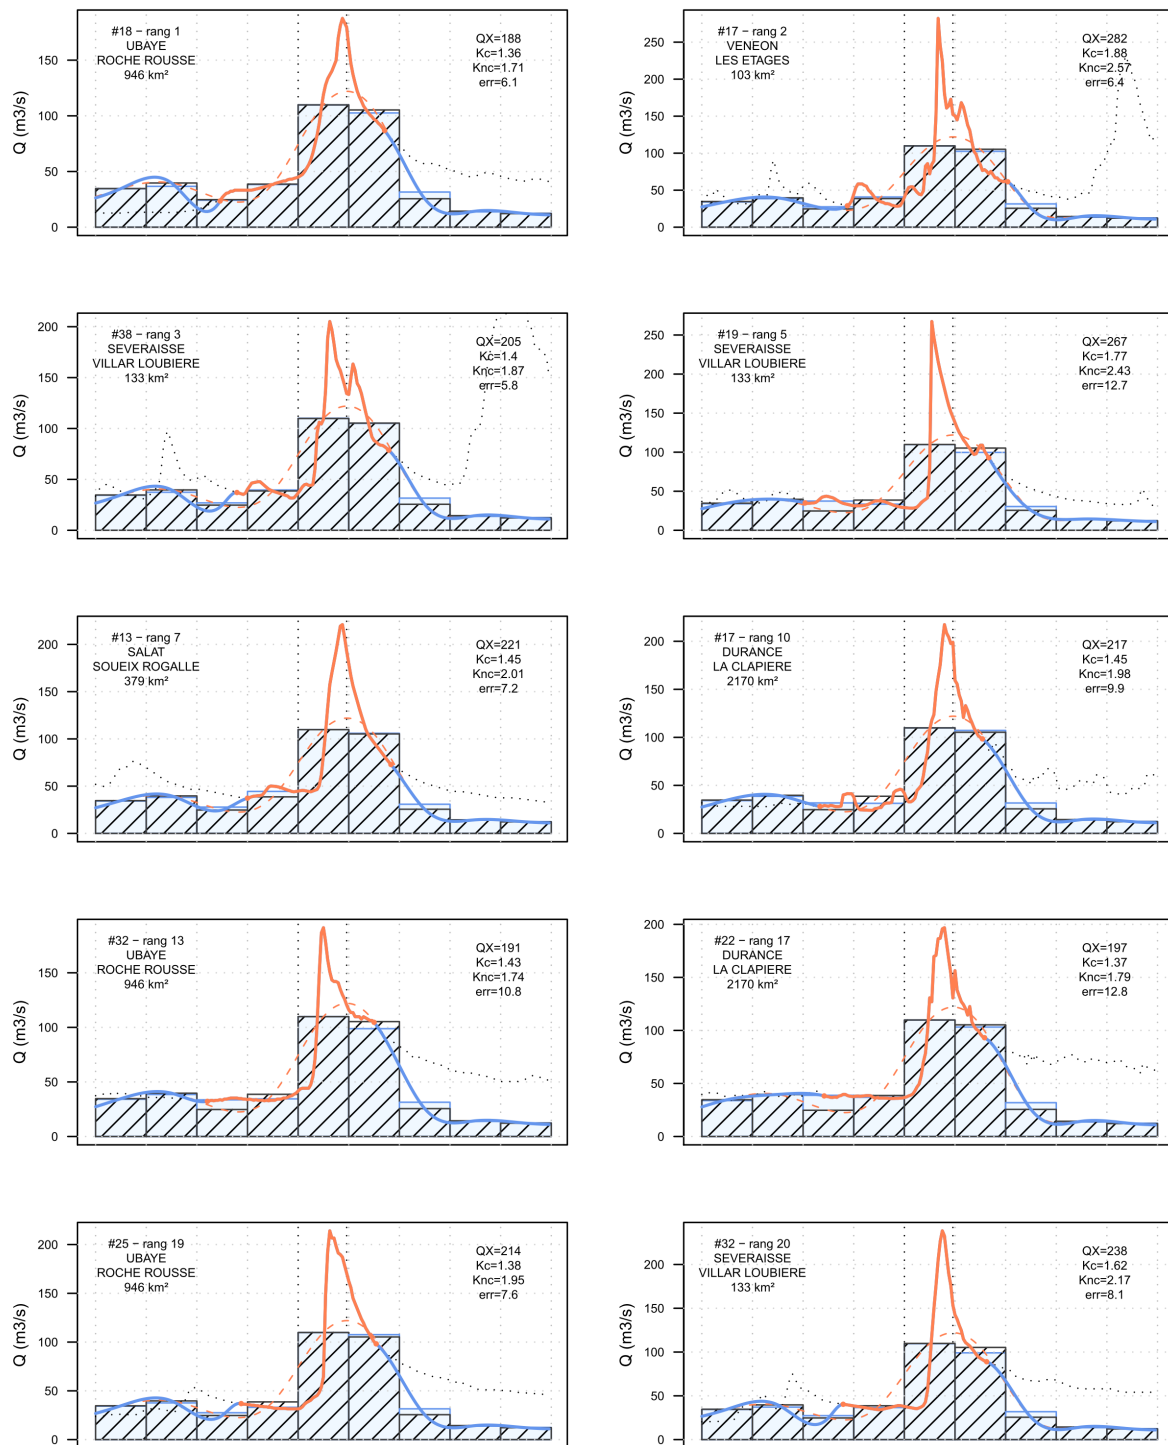 #18 − rang 1
UBAYE
ROCHE ROUSSE
946 km²
QX=188
Kc=1.36
Knc=1.71
err=6.1
Q (m3/s)
150
100
50
0
#17 − rang 2
VENEON
LES ETAGES
103 km²
QX=282
Kc=1.88
Knc=2.57
err=6.4
Q (m3/s)
250
200
150
100
50
0
#38 − rang 3
SEVERAISSE
VILLAR LOUBIERE
133 km²
QX=205
Kc=1.4
Knc=1.87
err=5.8
Q (m3/s)
200
150
100
50
0
#19 − rang 5
SEVERAISSE
VILLAR LOUBIERE
133 km²
QX=267
Kc=1.77
Knc=2.43
err=12.7
Q (m3/s)
250
200
150
100
50
0
#13 − rang 7
SALAT
SOUEIX ROGALLE
379 km²
QX=221
Kc=1.45
Knc=2.01
err=7.2
Q (m3/s)
200
150
100
50
0
#17 − rang 10
DURANCE
LA CLAPIERE
2170 km²
QX=217
Kc=1.45
Knc=1.98
err=9.9
Q (m3/s)
200
150
100
50
0
#32 − rang 13
UBAYE
ROCHE ROUSSE
946 km²
QX=191
Kc=1.43
Knc=1.74
err=10.8
Q (m3/s)
150
100
50
0
#22 − rang 17
DURANCE
LA CLAPIERE
2170 km²
QX=197
Kc=1.37
Knc=1.79
err=12.8
Q (m3/s)
200
150
100
50
0
#25 − rang 19
UBAYE
ROCHE ROUSSE
946 km²
QX=214
Kc=1.38
Knc=1.95
err=7.6
Q (m3/s)
200
150
100
50
0
#32 − rang 20
SEVERAISSE
VILLAR LOUBIERE
133 km²
QX=238
Kc=1.62
Knc=2.17
err=8.1
Q (m3/s)
200
150
100
50
0